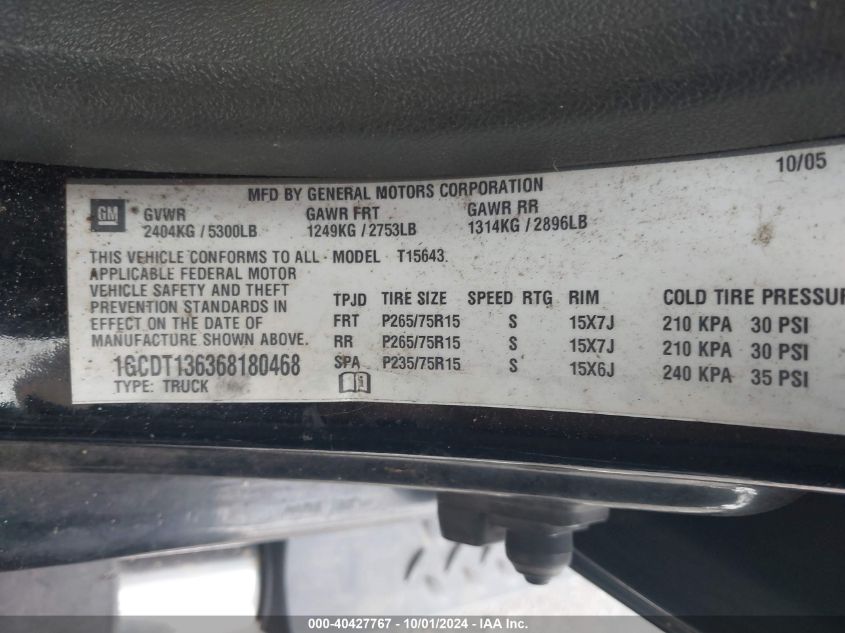 10/05
MFD BY GENERAL MOTORS CORPORATION
GM
GVWR GAWR FRT GAWR RR
2404KG / 5300LB 1249KG / 2753LB 1314KG / 2896LB
THIS VEHICLE CONFORMS TO ALL - MODEL T15643.
APPLICABLE FEDERAL MOTOR
VEHICLE SAFETY AND THEFT
PREVENTION STANDARDS IN
EFFECT ON THE DATE OF
MANUFACTURE SHOWN ABOVE.
1GCDT136368180468
TYPE: TRUCK
TPJD TIRE SIZE SPEED RTG RIM COLD TIRE PRESSUR
FRT P265/75R15 S 15X7J 210 KPA 30 PSI
RR P265/75R15 S 15X7J 210 KPA 30 PSI
SPA P235/75R15 S 15X6J 240 KPA 35 PSI
000-40427767 - 10/01/2024 - IAA Inc.